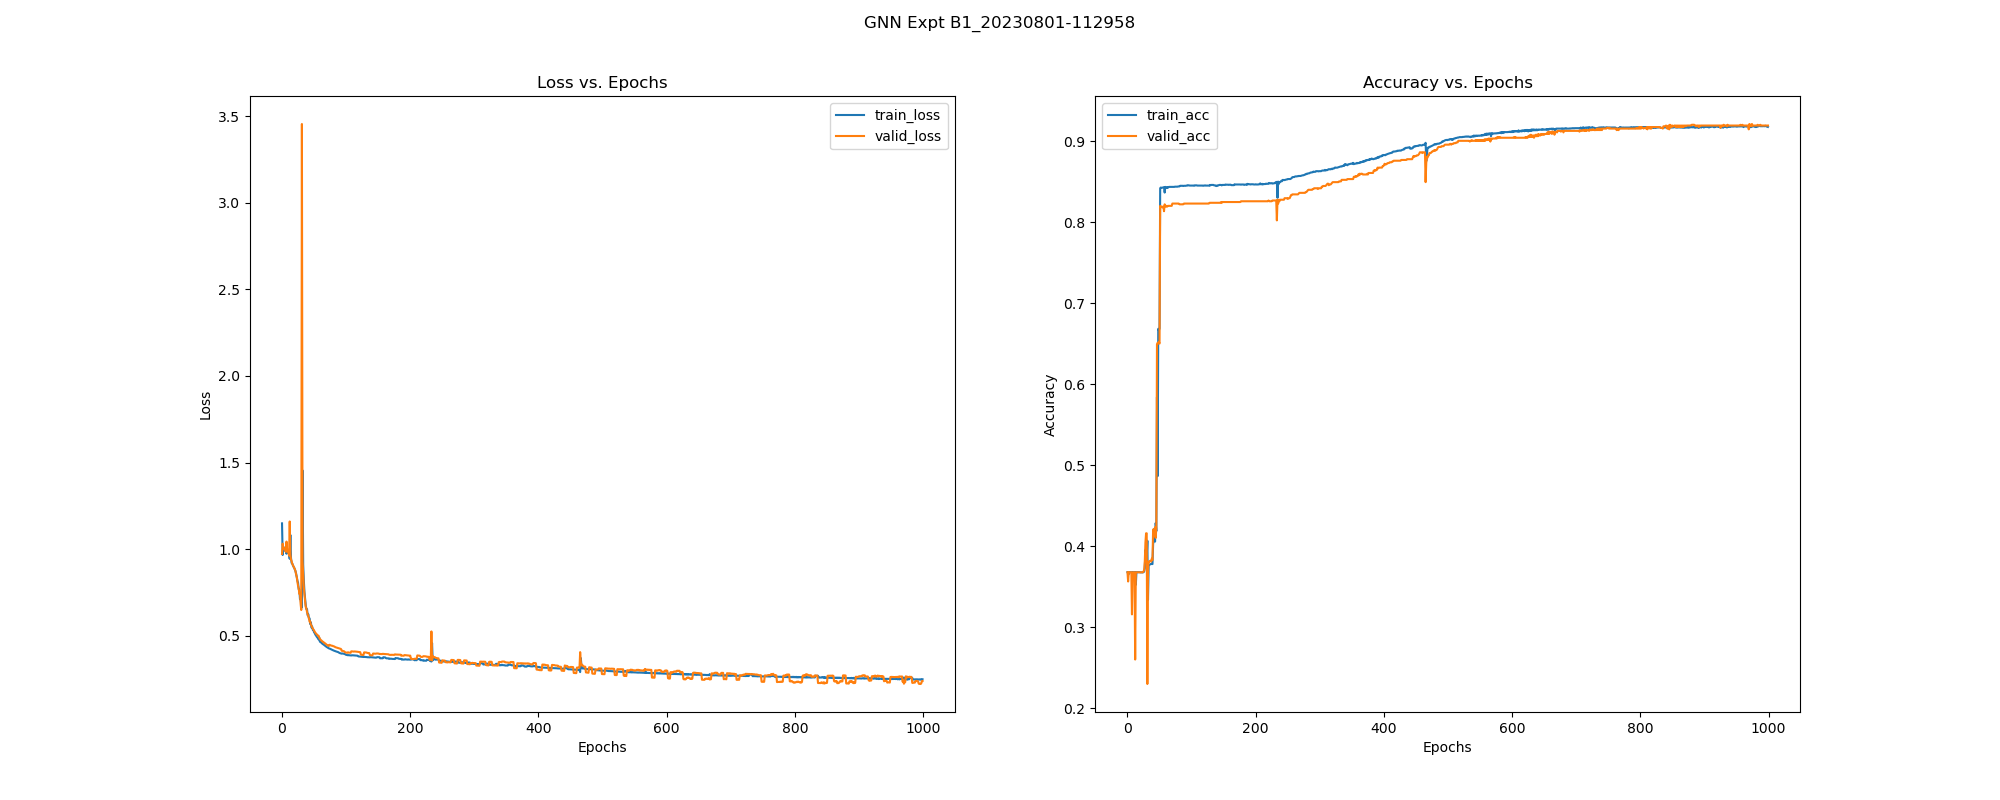 GNN Expt B1_20230801-112958
Loss vs. Epochs
train_loss
valid_loss
3.5
3.0
2.5
2.0
1.5
1.0
0.5
Loss
0
200
400
600
800
1000
Epochs
Accuracy vs. Epochs
train_acc
valid_acc
0.9
0.8
0.7
0.6
0.5
0.4
0.3
0.2
Accuracy
0
200
400
600
800
1000
Epochs